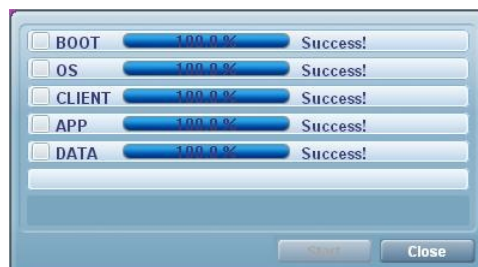 BOOT 100.0 % Success!
OS 100.0 % Success!
CLIENT 100.0 % Success!
APP 100.0 % Success!
DATA 100.0 % Success!
Start Close